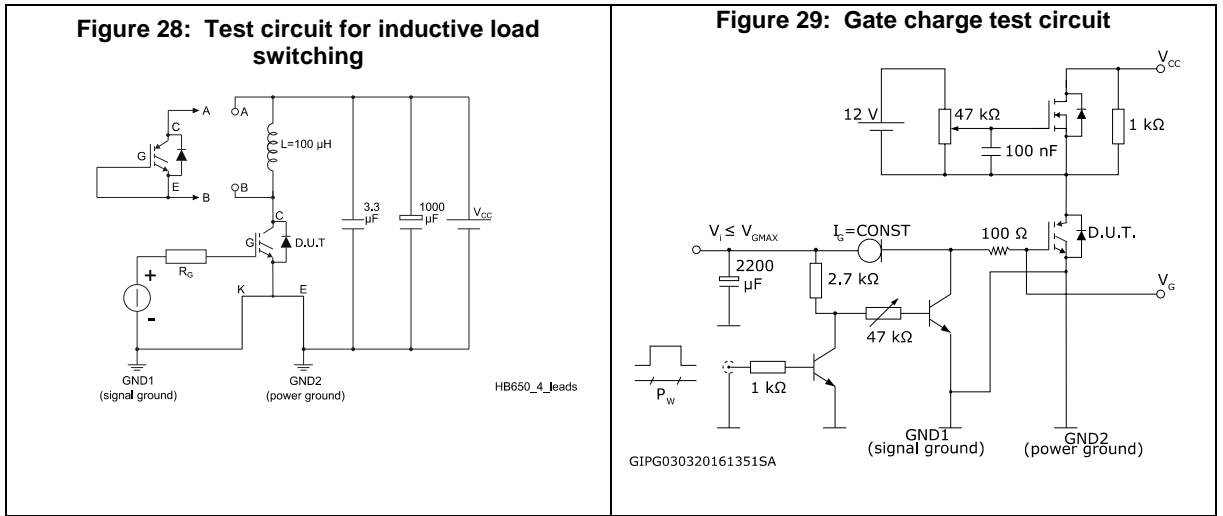 Figure 28: Test circuit for inductive load
switching
A
A
C
G
E
B
B
L=100 µH
C
G
D.U.T
3.3
µF
1000
µF
VCC
RG
+
-
K
E
GND1
(signal ground)
GND2
(power ground)
HB650_4_leads
Figure 29: Gate charge test circuit
VCC
12 V
47 kΩ
1 kΩ
100 nF
Vi ≤ VGMAX
IG=CONST
100 Ω
D.U.T.
2200
µF
2.7 kΩ
VG
47 kΩ
1 kΩ
PW
GND1
(signal ground)
GND2
(power ground)
GIPG030320161351SA